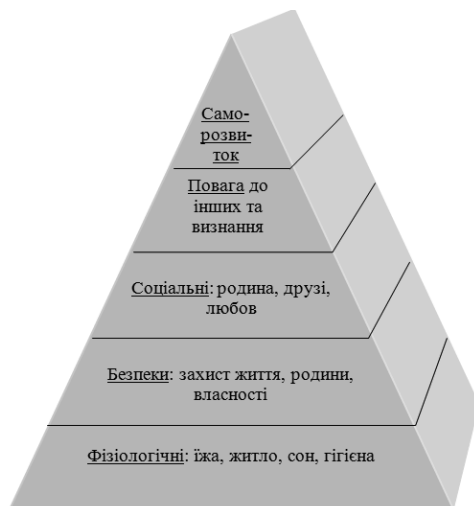 Само-
розви-
ток
Повага до
інших та
визнання
Соціальні: родина, друзі,
любов
Безпеки: захист життя, родини,
власності
Фізіологічні: їжа, житло, сон, гігієна